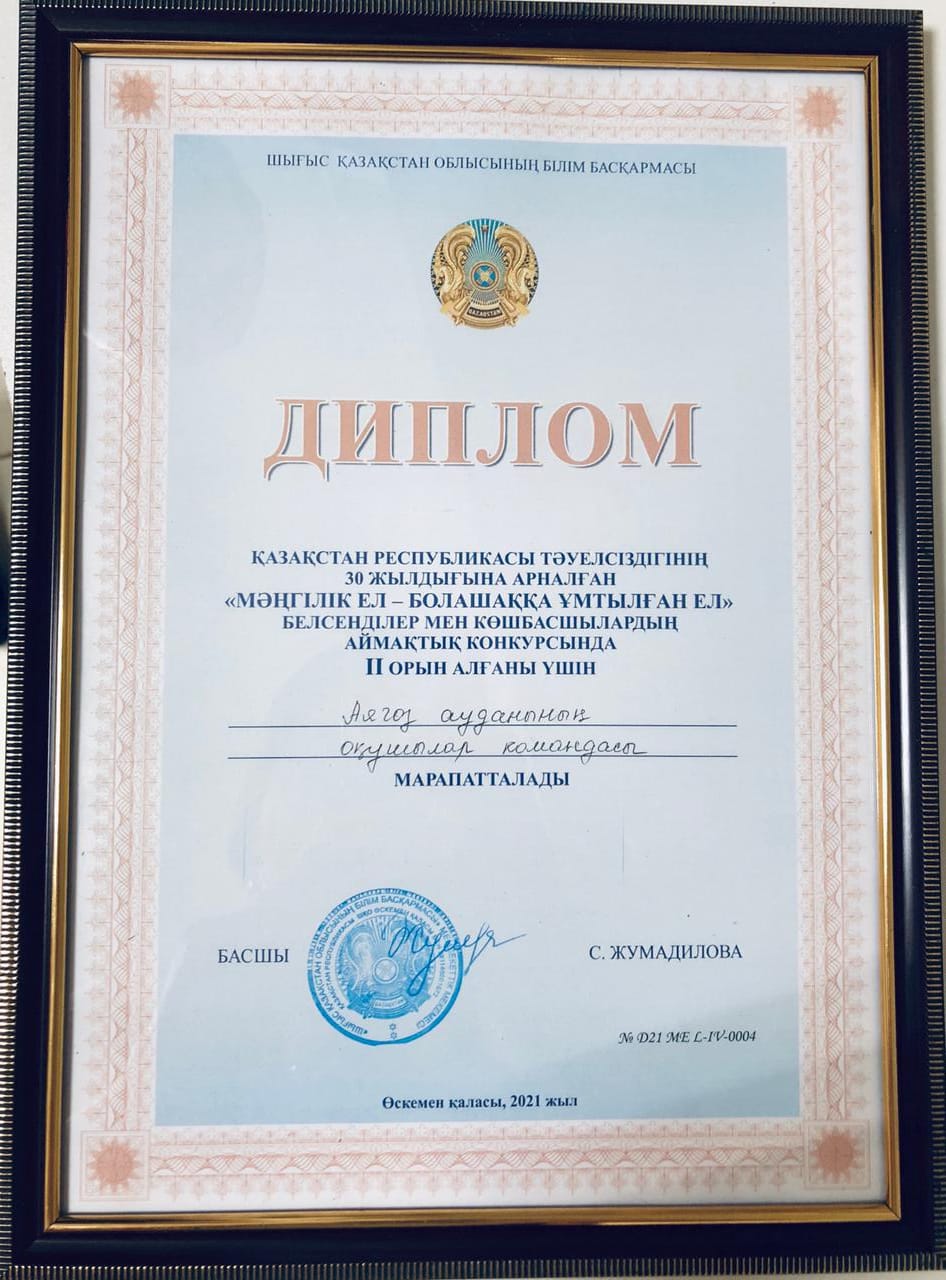 ШЫҒЫС ҚАЗАҚСТАН ОБЛЫСЫНЫҢ БІЛІМ БАСҚАРМАСЫ
QAZAQSTAN
ДИПЛОМ
ҚАЗАҚСТАН РЕСПУБЛИКАСЫ ТӘУЕЛСІЗДІГІНІҢ
30 ЖЫЛДЫҒЫНА АРНАЛҒАН
«МӘҢГІЛІК ЕЛ – БОЛАШАҚҚА ҰМТЫЛҒАН ЕЛ»
БЕЛСЕНДІЛЕР МЕН КӨШБАСШЫЛАРДЫҢ
АЙМАҚТЫҚ КОНКУРСЫНДА
II ОРЫН АЛҒАНЫ ҮШІН
Аягөз ауданының
оқушылар командасы
МАРАПАТТАЛАДЫ
БАСШЫ
С. ЖУМАДИЛОВА
№ D21 ME L-IV-0004
Өскемен қаласы, 2021 жыл